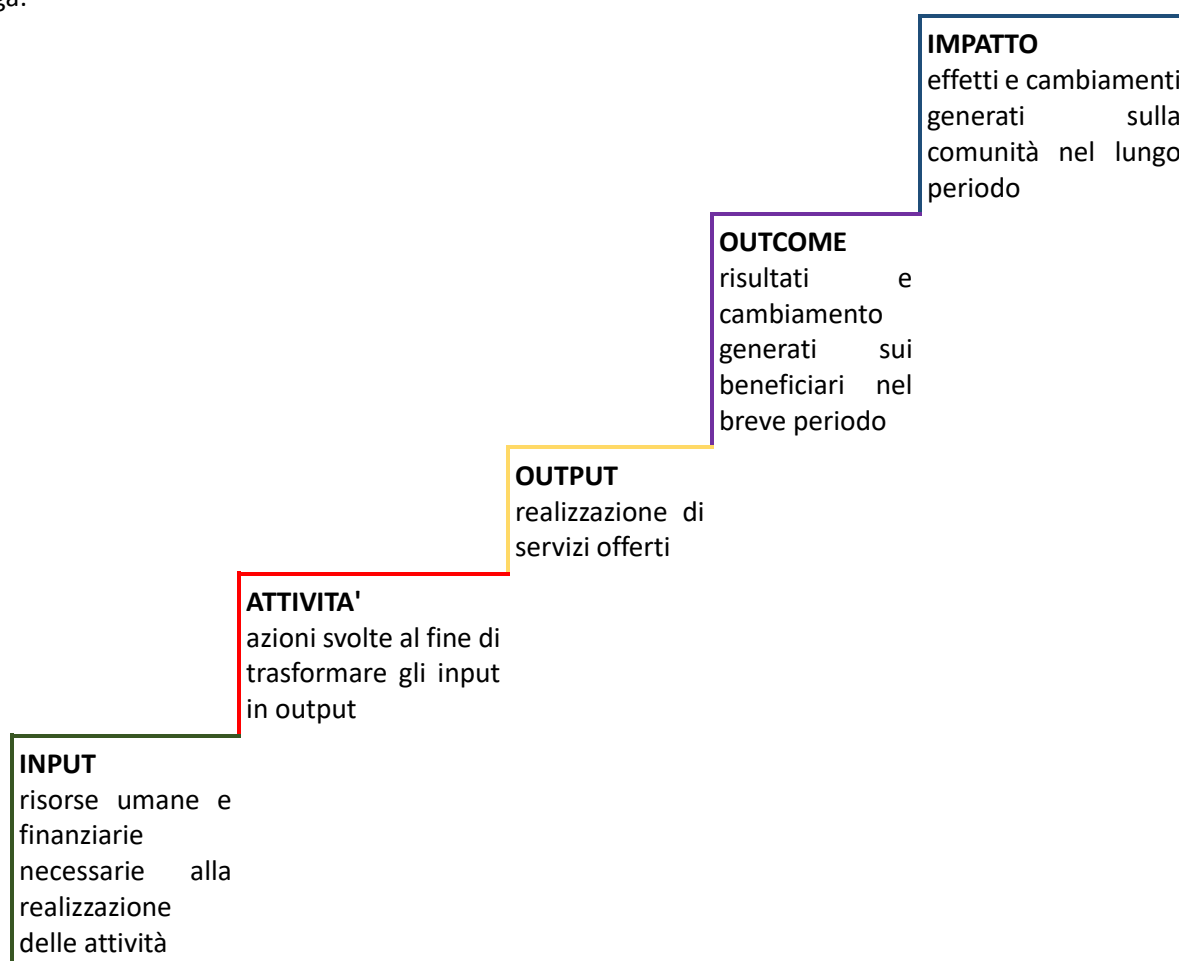 ga:
IMPATTO
effetti e cambiamenti
generati sulla
comunità nel lungo
periodo
OUTCOME
risultati e
cambiamento
generati sui
beneficiari nel
breve periodo
OUTPUT
realizzazione di
servizi offerti
ATTIVITA'
azioni svolte al fine di
trasformare gli input
in output
INPUT
risorse umane e
finanziarie
necessarie alla
realizzazione
delle attività